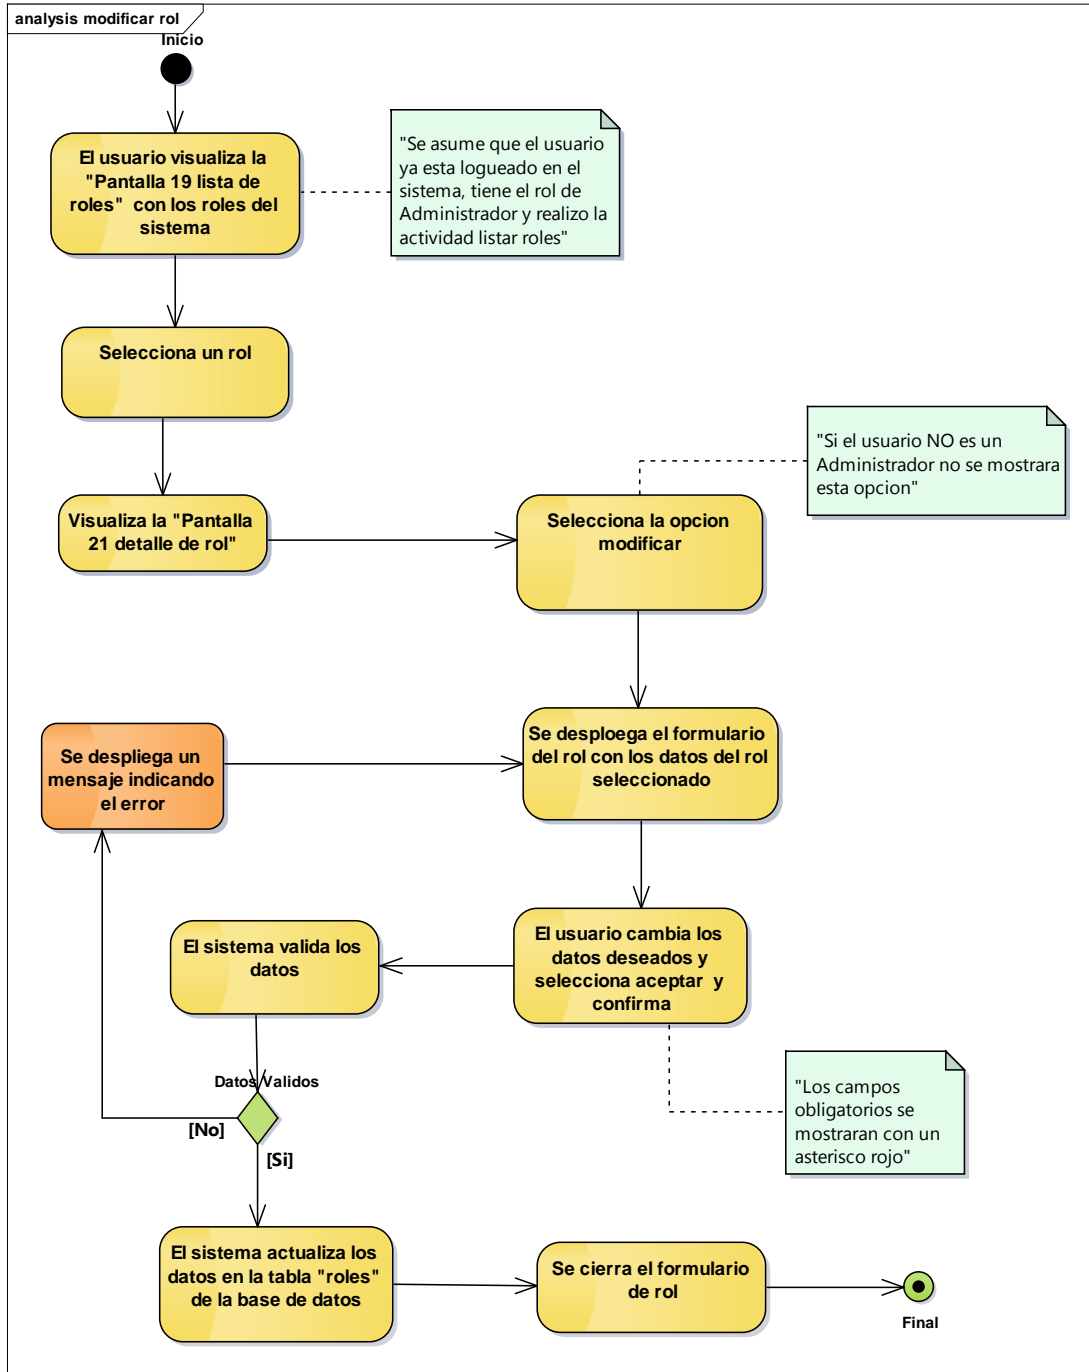 analysis modificar rol
Inicio
El usuario visualiza la
"Pantalla 19 lista de
roles"  con los roles del
sistema
"Se asume que el usuario
ya esta logueado en el
sistema, tiene el rol de
Administrador y realizo la
actividad listar roles"
Selecciona un rol
"Si el usuario NO es un
Administrador no se mostrara
esta opcion"
Visualiza la "Pantalla
21 detalle de rol"
Selecciona la opcion
modificar
Se desploega el formulario
del rol con los datos del rol
seleccionado
Se despliega un
mensaje indicando
el error
El usuario cambia los
datos deseados y
selecciona aceptar  y
confirma
El sistema valida los
datos
"Los campos
obligatorios se
mostraran con un
asterisco rojo"
Datos Validos
[No]
[Si]
El sistema actualiza los
datos en la tabla "roles"
de la base de datos
Se cierra el formulario
de rol
Final